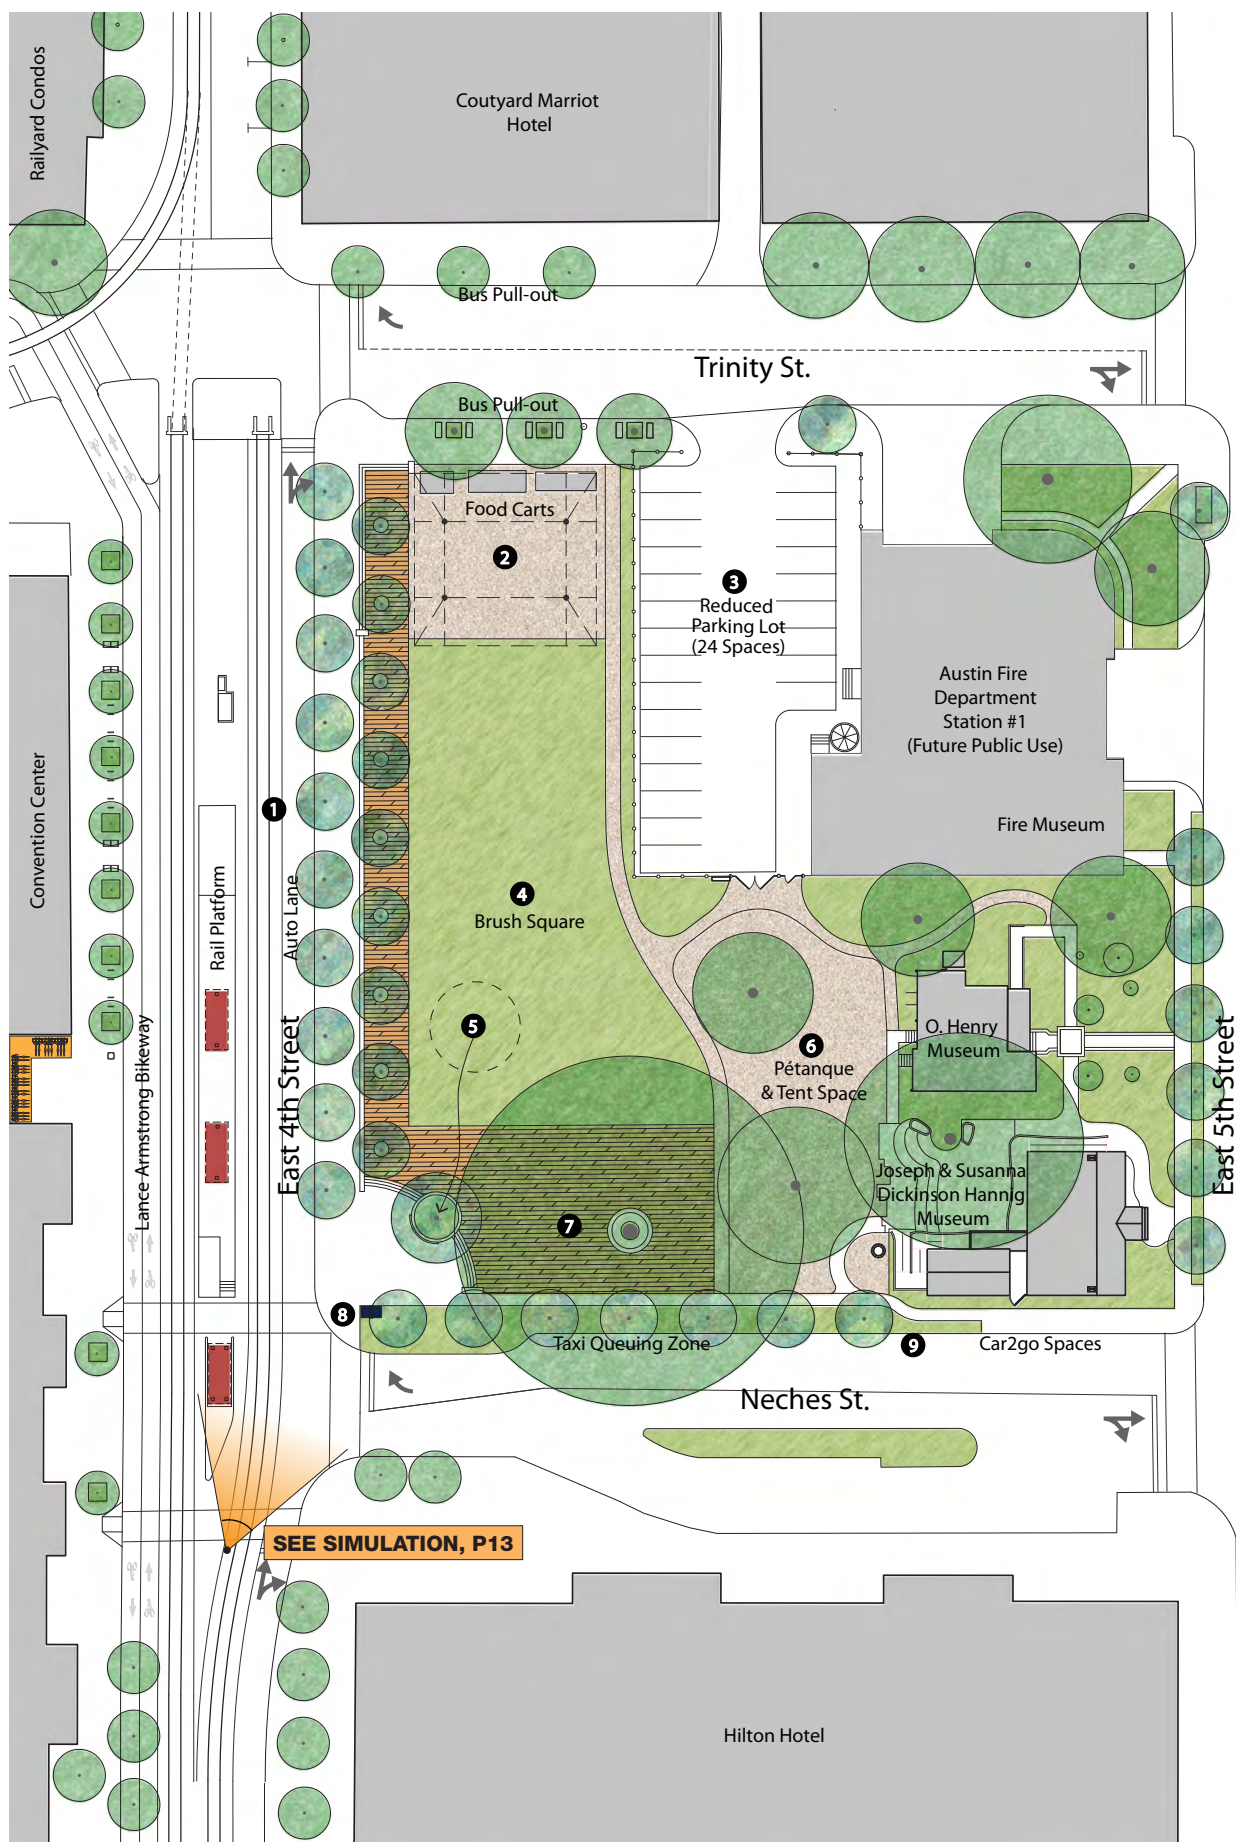 Railyard Condos
Coutyard Marriot
Hotel
Bus Pull-out
Trinity St.
Bus Pull-out
Food Carts
2
3
Reduced
Parking Lot
(24 Spaces)
Austin Fire
Department
Station #1
(Future Public Use)
Fire Museum
Convention Center
1
Rail Platform
Auto Lane
4
Brush Square
5
6
Pétanque
& Tent Space
O. Henry
Museum
Lance Armstrong Bikeway
East 4th Street
East 5th Street
Joseph & Susanna
Dickinson Hannig
Museum
7
8
Taxi Queuing Zone
9
Car2go Spaces
Neches St.
SEE SIMULATION, P13
Hilton Hotel